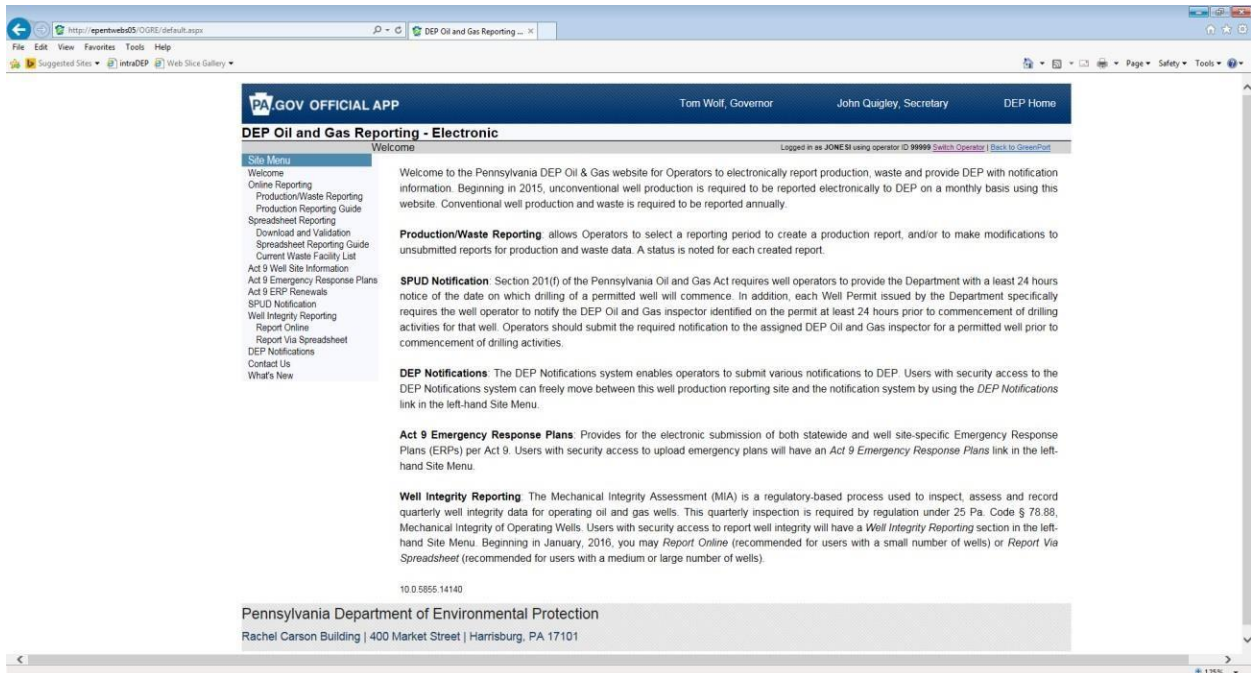 http://epentwebs05/OGRE/default.aspx
DEP Oil and Gas Reporting ...
File Edit View Favorites Tools Help
Suggested Sites intraDEP Web Slice Gallery
Page Safety Tools
PA.GOV OFFICIAL APP Tom Wolf, Governor John Quigley, Secretary DEP Home
DEP Oil and Gas Reporting - Electronic
Welcome Logged in as JONESI using operator ID 99999 Switch Operator | Back to GreenPort
Site Menu
Welcome
Online Reporting
Production/Waste Reporting
Production Reporting Guide
Spreadsheet Reporting
Download and Validation
Spreadsheet Reporting Guide
Current Waste Facility List
Act 9 Well Site Information
Act 9 Emergency Response Plans
Act 9 ERP Renewals
SPUD Notification
Well Integrity Reporting
Report Online
Report Via Spreadsheet
DEP Notifications
Contact Us
What's New
Welcome to the Pennsylvania DEP Oil & Gas website for Operators to electronically report production, waste and provide DEP with notification
information. Beginning in 2015, unconventional well production is required to be reported electronically to DEP on a monthly basis using this
website. Conventional well production and waste is required to be reported annually.
Production/Waste Reporting: allows Operators to select a reporting period to create a production report, and/or to make modifications to
unsubmitted reports for production and waste data. A status is noted for each created report.
SPUD Notification: Section 201(f) of the Pennsylvania Oil and Gas Act requires well operators to provide the Department with a least 24 hours
notice of the date on which drilling of a permitted well will commence. In addition, each Well Permit issued by the Department specifically
requires the well operator to notify the DEP Oil and Gas inspector identified on the permit at least 24 hours prior to commencement of drilling
activities for that well. Operators should submit the required notification to the assigned DEP Oil and Gas inspector for a permitted well prior to
commencement of drilling activities.
DEP Notifications: The DEP Notifications system enables operators to submit various notifications to DEP. Users with security access to the
DEP Notifications system can freely move between this well production reporting site and the notification system by using the DEP Notifications
link in the left-hand Site Menu.
Act 9 Emergency Response Plans: Provides for the electronic submission of both statewide and well site-specific Emergency Response
Plans (ERPs) per Act 9. Users with security access to upload emergency plans will have an Act 9 Emergency Response Plans link in the left-
hand Site Menu.
Well Integrity Reporting: The Mechanical Integrity Assessment (MIA) is a regulatory-based process used to inspect, assess and record
quarterly well integrity data for operating oil and gas wells. This quarterly inspection is required by regulation under 25 Pa. Code § 78.88,
Mechanical Integrity of Operating Wells. Users with security access to report well integrity will have a Well Integrity Reporting section in the left-
hand Site Menu. Beginning in January, 2016, you may Report Online (recommended for users with a small number of wells) or Report Via
Spreadsheet (recommended for users with a medium or large number of wells).
10.0.5855.14140
Pennsylvania Department of Environmental Protection
Rachel Carson Building | 400 Market Street | Harrisburg, PA 17101
125%